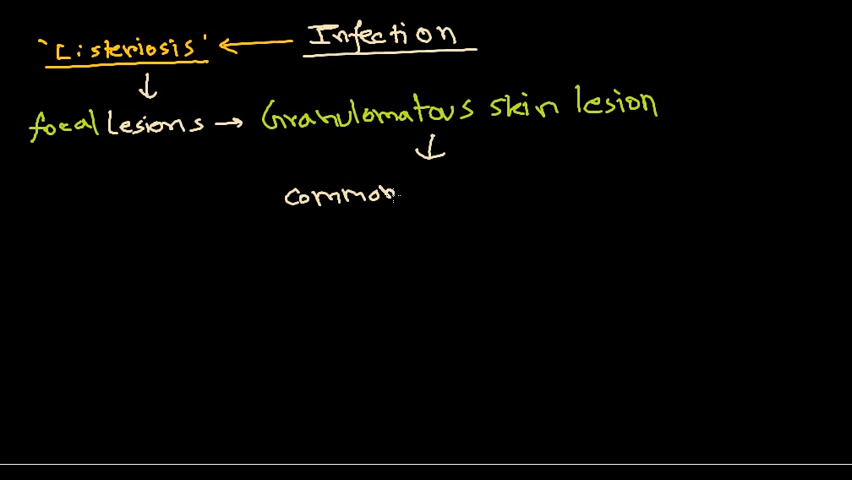 `Listeriosis' ← Infection
↓
focal Lesions → Granulomatous skin lesion
↓
common